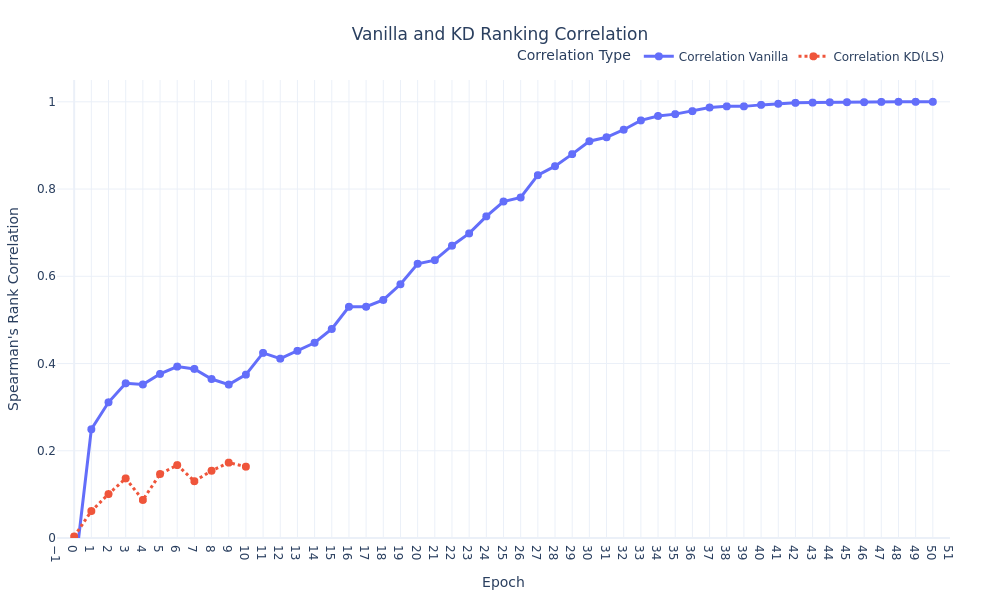 Vanilla and KD Ranking Correlation
Correlation Type Correlation Vanilla Correlation KD(LS)
Spearman's Rank Correlation
1
0.8
0.6
0.4
0.2
0
−1 0 1 2 3 4 5 6 7 8 9 10 11 12 13 14 15 16 17 18 19 20 21 22 23 24 25 26 27 28 29 30 31 32 33 34 35 36 37 38 39 40 41 42 43 44 45 46 47 48 49 50 51
Epoch